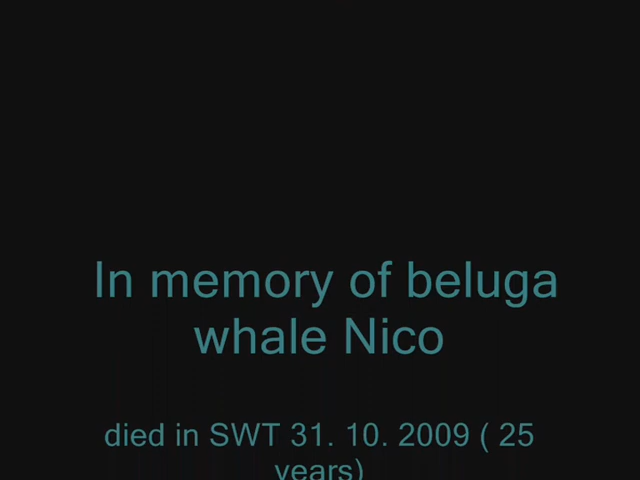 In memory of beluga
whale Nico
died in SWT 31. 10. 2009 ( 25
years)